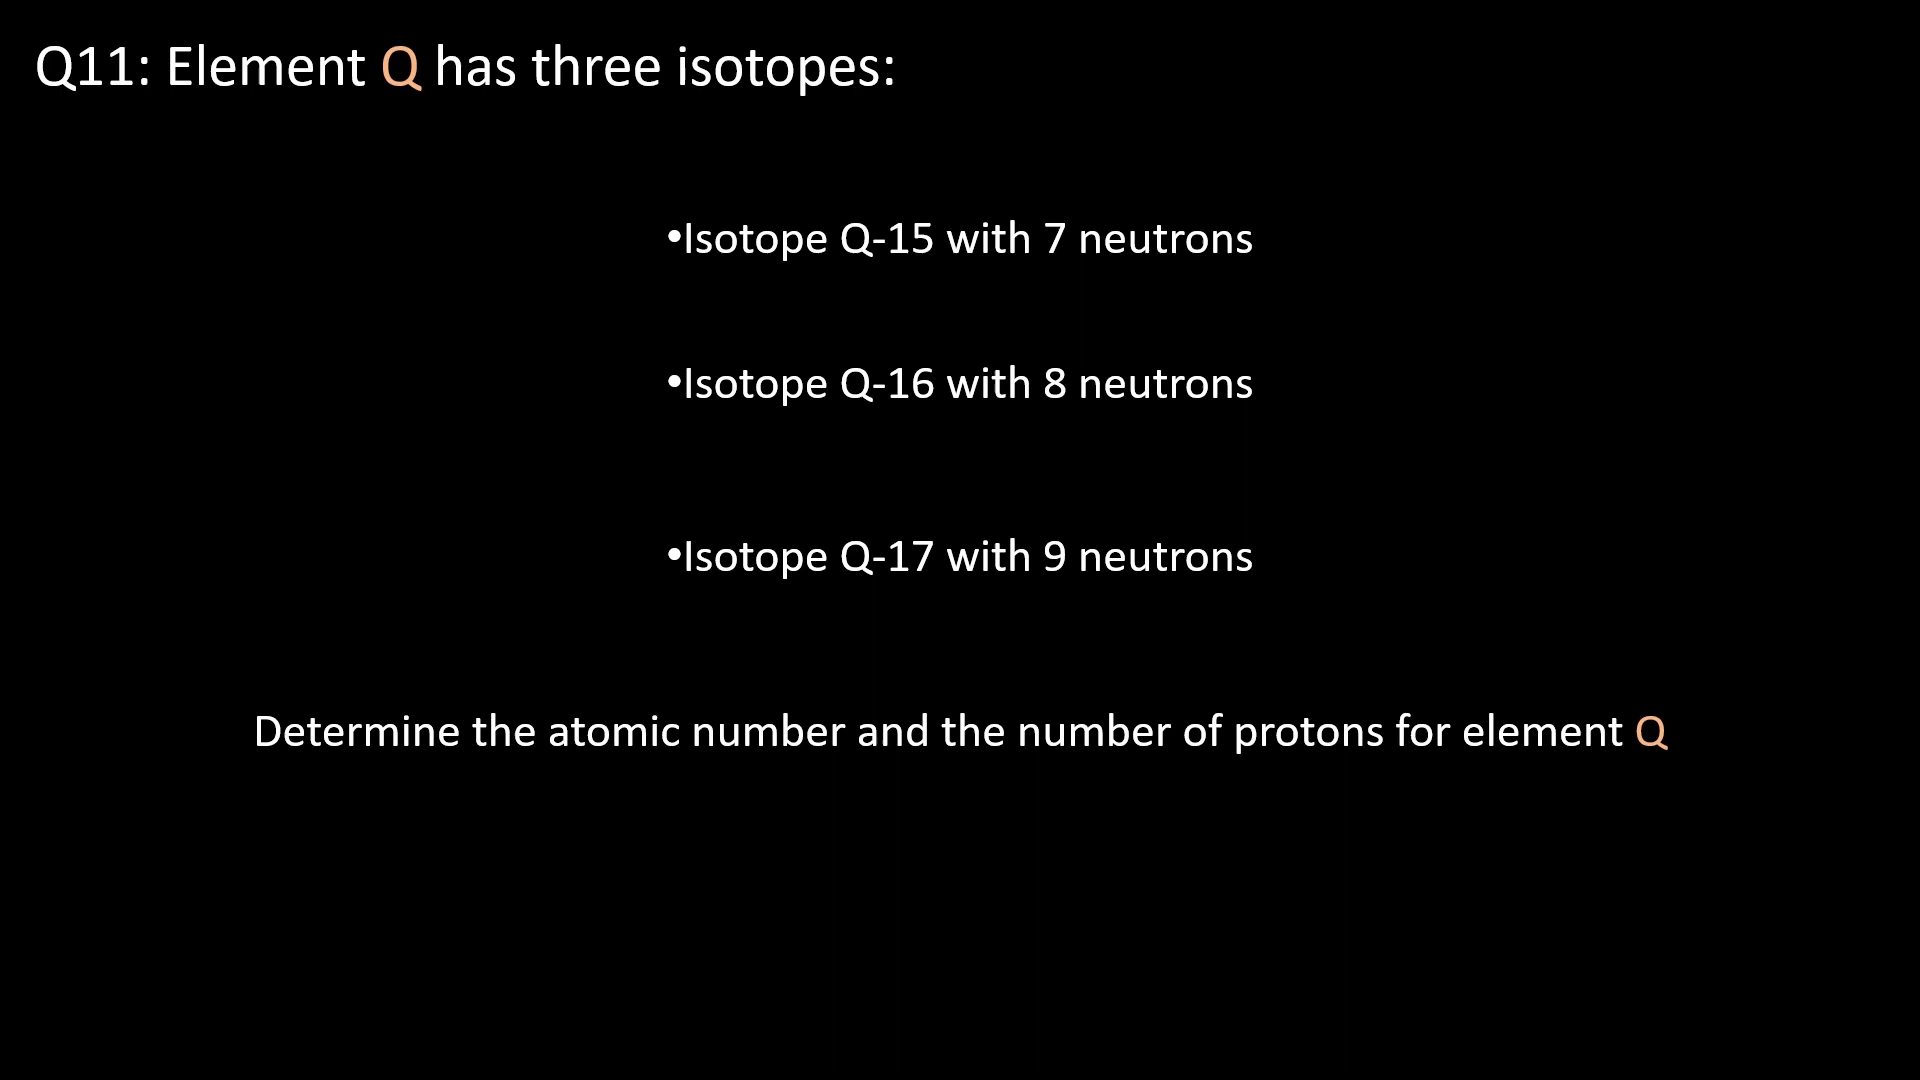 Q11: Element Q has three isotopes:
•Isotope Q-15 with 7 neutrons
•Isotope Q-16 with 8 neutrons
•Isotope Q-17 with 9 neutrons
Determine the atomic number and the number of protons for element Q